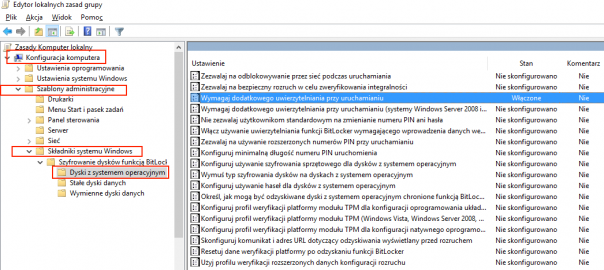 Edytor lokalnych zasad grupy
Plik Akcja Widok Pomoc
Zasady Komputer lokalny
Konfiguracja komputera
Ustawienia oprogramowania
Ustawienia systemu Windows
Szablony administracyjne
Drukarki
Menu Start i pasek zadań
Panel sterowania
Serwer
Sieć
Składniki systemu Windows
Szyfrowanie dysków funkcją BitLocl
Dyski z systemem operacyjnym
Stałe dyski danych
Wymienne dyski danych
Ustawienie Stan Komentarz
Zezwalaj na odblokowywanie przez sieć podczas uruchamiania Nie skonfigurowano Nie
Zezwalaj na bezpieczny rozruch w celu zweryfikowania integralności Nie skonfigurowano Nie
Wymagaj dodatkowego uwierzytelniania przy uruchamianiu Włączone Nie
Wymagaj dodatkowego uwierzytelniania przy uruchamianiu (systemy Windows Server 2008 i... Nie skonfigurowano Nie
Nie zezwalaj użytkownikom standardowym na zmienianie numeru PIN ani hasła Nie skonfigurowano Nie
Włącz używanie uwierzytelniania funkcji BitLocker wymagającego wprowadzenia danych we... Nie skonfigurowano Nie
Zezwalaj na używanie rozszerzonych numerów PIN przy uruchamianiu Nie skonfigurowano Nie
Konfiguruj minimalną długość numeru PIN uruchomienia Nie skonfigurowano Nie
Konfiguruj używanie szyfrowania sprzętowego dla dysków z systemem operacyjnym Nie skonfigurowano Nie
Wymuś typ szyfrowania dysków na dyskach z systemem operacyjnym Nie skonfigurowano Nie
Konfiguruj używanie haseł dla dysków z systemem operacyjnym Nie skonfigurowano Nie
Określ, jak mogą być odzyskiwane dyski z systemem operacyjnym chronione funkcją BitL... Nie skonfigurowano Nie
Konfiguruj profil weryfikacji platformy modułu TPM dla konfiguracji oprogramowania układ... Nie skonfigurowano Nie
Konfiguruj profil weryfikacji platformy modułu TPM (Windows Vista, Windows Server 2008, ... Nie skonfigurowano Nie
Konfiguruj profil weryfikacji platformy modułu TPM dla konfiguracji natywnego oprogramo... Nie skonfigurowano Nie
Skonfiguruj komunikat i adres URL dotyczący odzyskiwania wyświetlany przed rozruchem Nie skonfigurowano Nie
Resetuj dane weryfikacji platformy po odzyskaniu funkcji BitLocker Nie skonfigurowano Nie
Użyj profilu weryfikacji rozszerzonych danych konfiguracji rozruchu Nie skonfigurowano Nie